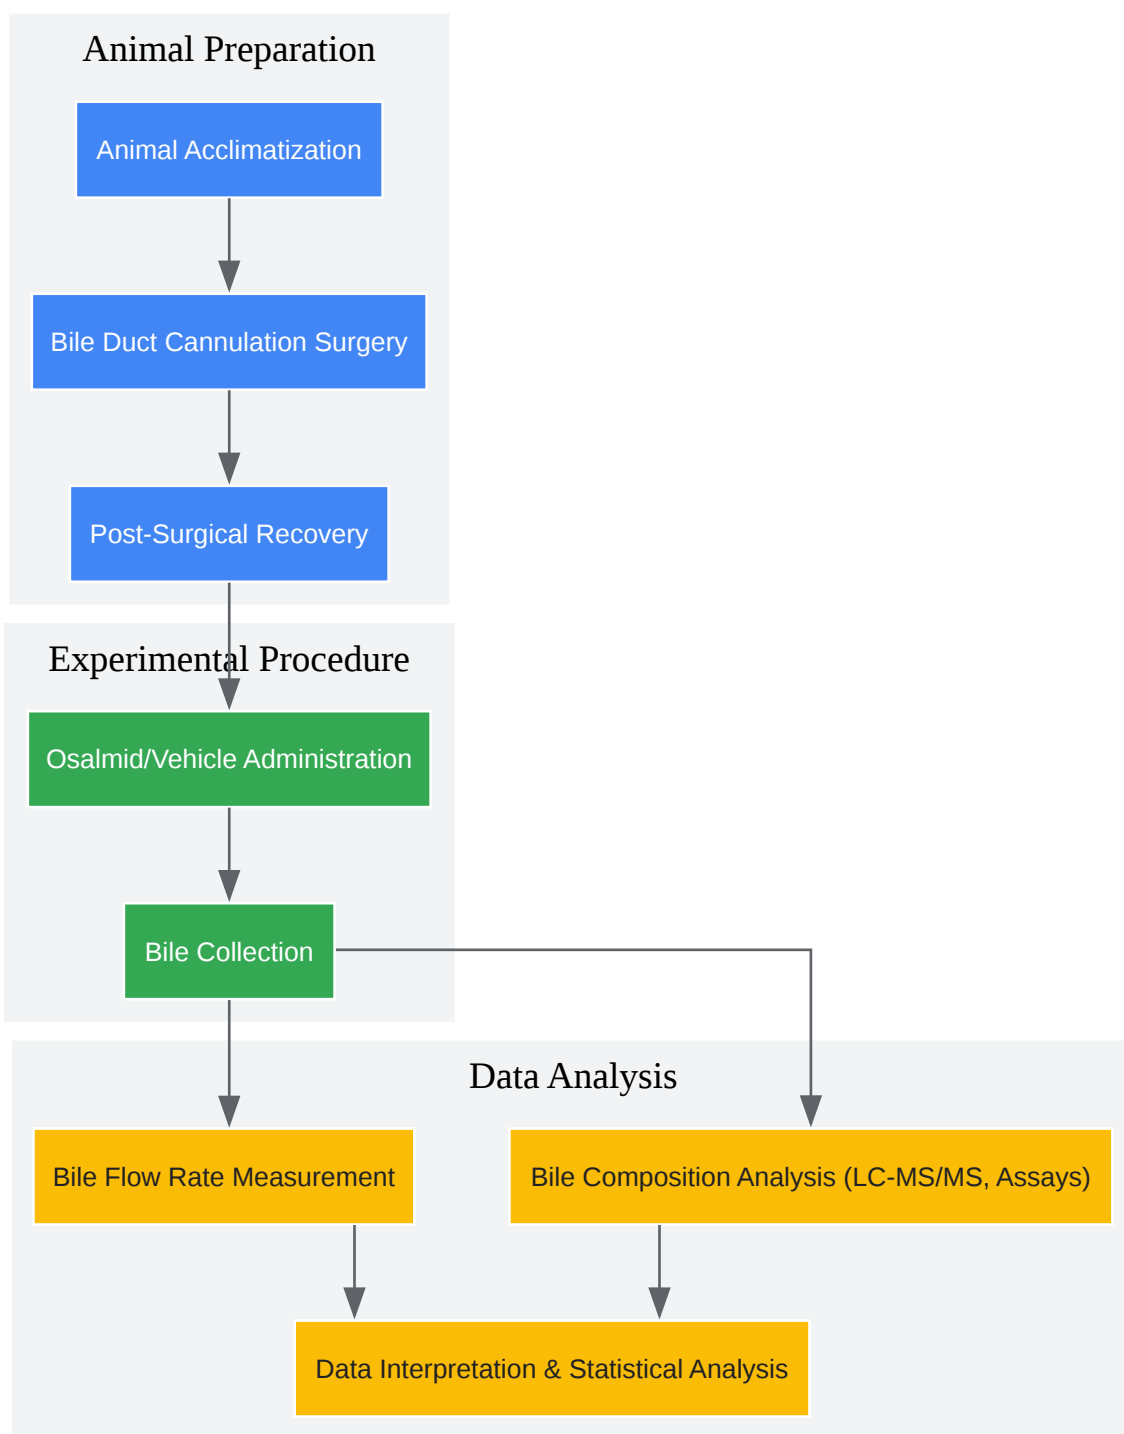 Animal Preparation
Animal Acclimatization
Bile Duct Cannulation Surgery
Post-Surgical Recovery
Experimental Procedure
Osalmid/Vehicle Administration
Bile Collection
Data Analysis
Bile Flow Rate Measurement
Bile Composition Analysis (LC-MS/MS, Assays)
Data Interpretation & Statistical Analysis